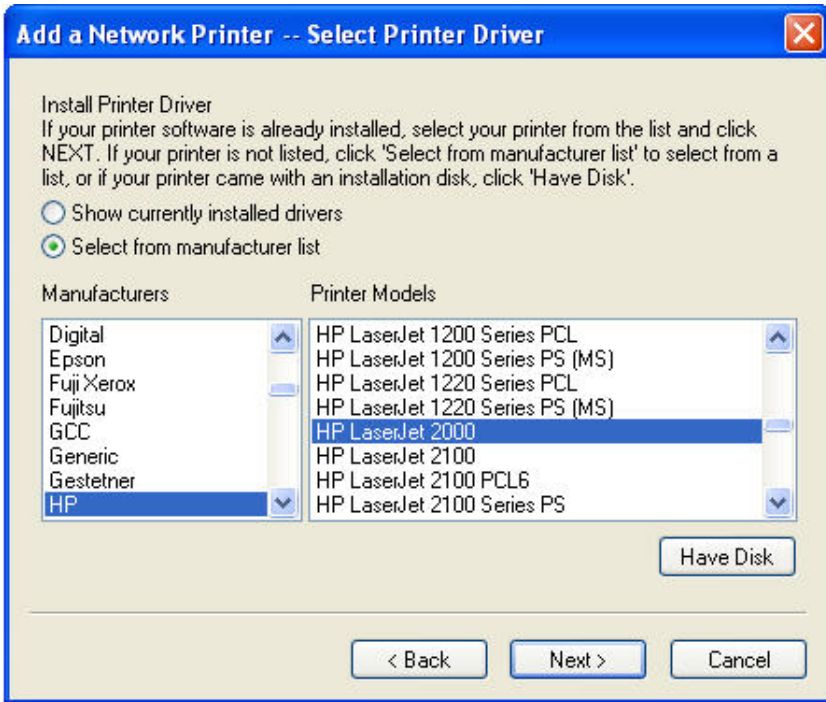 Add a Network Printer -- Select Printer Driver
Install Printer Driver
If your printer software is already installed, select your printer from the list and click
NEXT. If your printer is not listed, click 'Select from manufacturer list' to select from a
list, or if your printer came with an installation disk, click 'Have Disk'.
Show currently installed drivers
Select from manufacturer list
Manufacturers
Digital
Epson
Fuji Xerox
Fujitsu
GCC
Generic
Gestetner
HP
Printer Models
HP LaserJet 1200 Series PCL
HP LaserJet 1200 Series PS (MS)
HP LaserJet 1220 Series PCL
HP LaserJet 1220 Series PS (MS)
HP LaserJet 2000
HP LaserJet 2100
HP LaserJet 2100 PCL6
HP LaserJet 2100 Series PS
Have Disk
< Back
Next >
Cancel